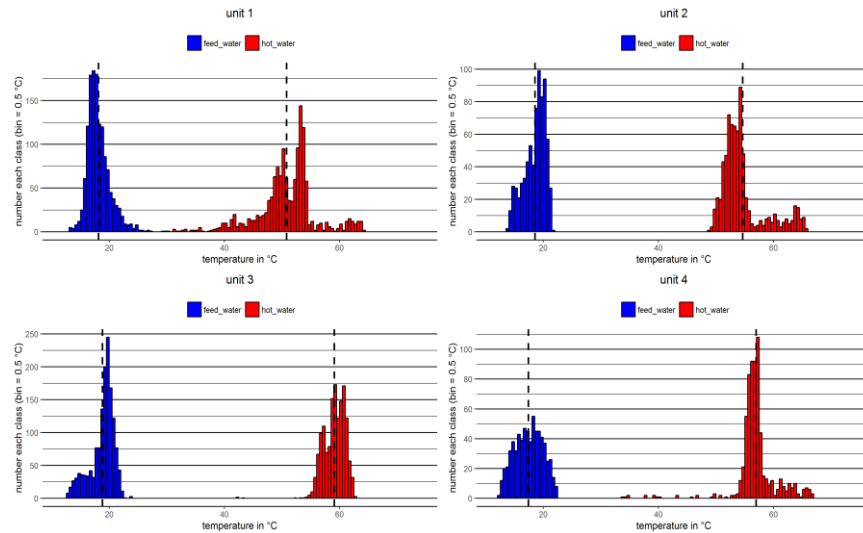 unit 1
feed_water hot_water
number each class (bin = 0.5 °C)
150
100
50
0
20 40 60
temperature in °C
unit 2
feed_water hot_water
number each class (bin = 0.5 °C)
100
80
60
40
20
0
20 40 60
temperature in °C
unit 3
feed_water hot_water
number each class (bin = 0.5 °C)
250
200
150
100
50
0
20 40 60
temperature in °C
unit 4
feed_water hot_water
number each class (bin = 0.5 °C)
100
80
60
40
20
0
20 40 60
temperature in °C